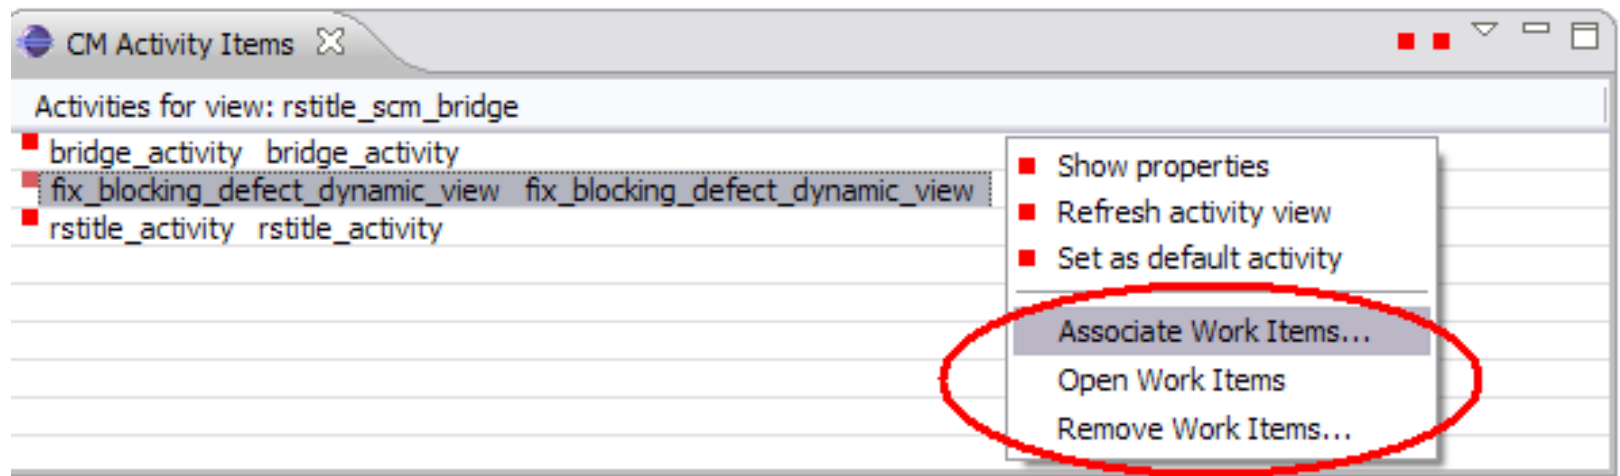 CM Activity Items
Activities for view: rstitle_scm_bridge
bridge_activity bridge_activity
fix_blocking_defect_dynamic_view fix_blocking_defect_dynamic_view
rstitle_activity rstitle_activity
Show properties
Refresh activity view
Set as default activity
Associate Work Items...
Open Work Items
Remove Work Items...